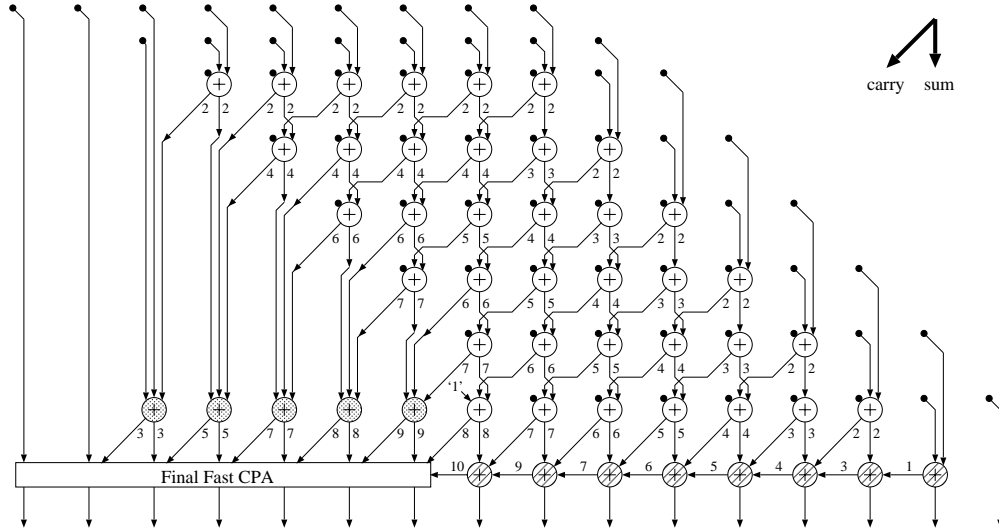 carry sum
2 2 2 2 2 2 2 2 2 2 2 2
4 4 4 4 4 4 4 4 3 3 2 2
6 6 6 6 5 5 4 4 3 3 2 2
7 7 6 6 5 5 4 4 3 3 2 2
7 7 6 6 5 5 4 4 3 3 2 2
'1'
3 3 5 5 7 7 8 8 9 9 8 8 7 7 6 6 5 5 4 4 3 3 2 2
Final Fast CPA 10 9 7 6 5 4 3 1